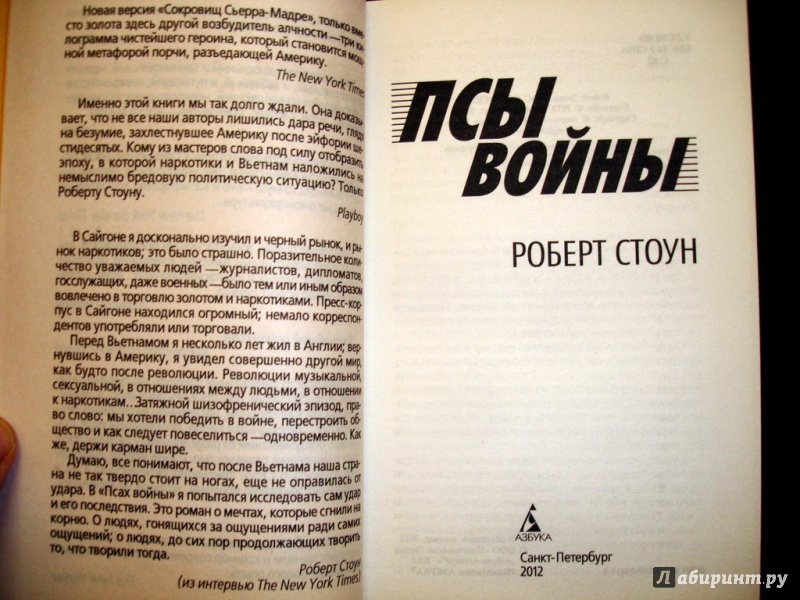 Новая версия «Сокровищ Сьерра-Мадре», только вме-
сто золота здесь другой возбудитель алчности —три ки-
лограмма чистейшего героина, который становится мощ-
ной метафорой порчи, разъедающей Америку.
The New York Times
Именно этой книги мы так долго ждали. Она доказы-
вает, что не все наши авторы лишились дара речи, глядя
на безумие, захлестнувшее Америку после эйфории ше-
стидесятых. Кому из мастеров слова под силу отобразить
эпоху, в которой наркотики и Вьетнам наложились на
немыслимо бредовую политическую ситуацию? Только
Роберту Стоуну.
Playboy
В Сайгоне я досконально изучил и черный рынок, и ры-
нок наркотиков; это было страшно. Поразительное коли-
чество уважаемых людей —журналистов, дипломатов,
госслужащих, даже военных —было тем или иным образом
вовлечено в торговлю золотом и наркотиками. Пресс-кор-
пус в Сайгоне находился огромный; немало корреспон-
дентов употребляли или торговали.
Перед Вьетнамом я несколько лет жил в Англии; вер-
нувшись в Америку, я увидел совершенно другой мир,
как будто после революции. Революции музыкальной,
сексуальной, в отношениях между людьми, в отношении
к наркотикам...Затяжной шизофренический эпизод, пра-
во слово: мы хотели победить в войне, перестроить об-
щество и как следует повеселиться —одновременно. Как
же, держи карман шире.
Думаю, все понимают, что после Вьетнама наша стра-
на не так твердо стоит на ногах, еще не оправилась от
удара. В «Псах войны» я попытался исследовать сам удар
и его последствия. Это роман о мечтах, которые сгнили на
корню. О людях, гонящихся за ощущениями ради самих
ощущений; о людях, до сих пор продолжающих творить
то, что творили тогда.
Роберт Стоун
(из интервью The New York Times)
ПСЫ
ВОЙНЫ
РОБЕРТ СТОУН
АЗБУКА
Санкт-Петербург
2012
Лабиринт.ру